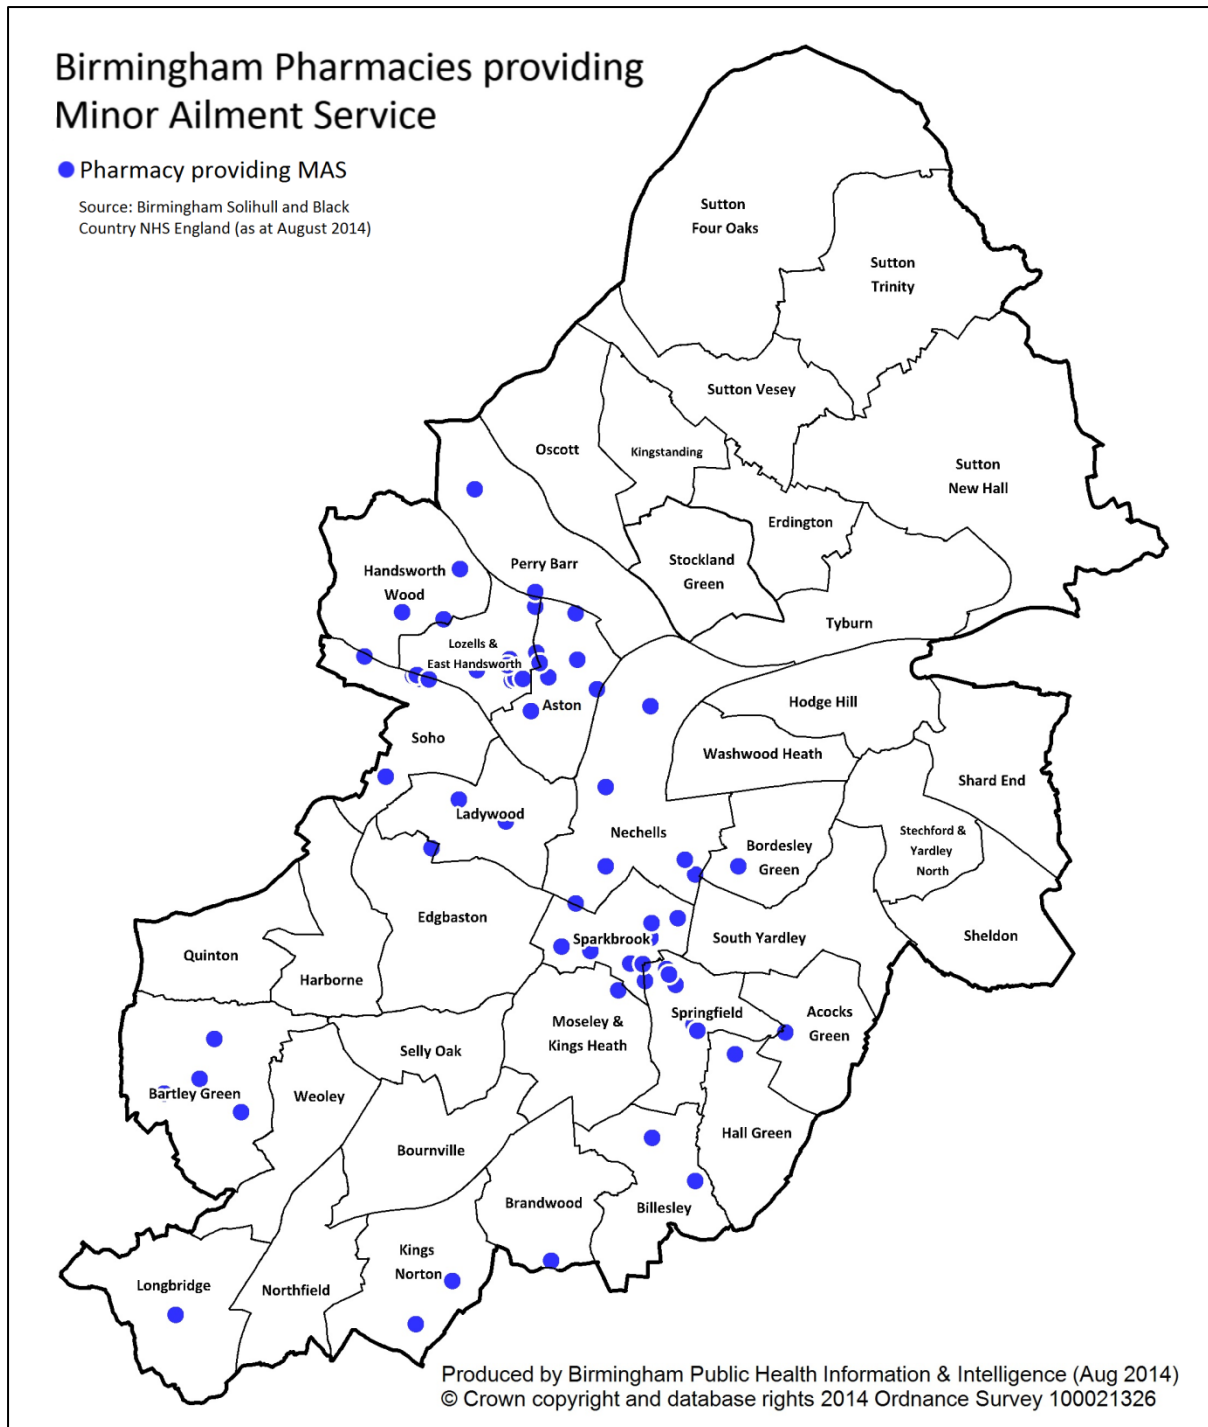 Birmingham Pharmacies providing
Minor Ailment Service
Pharmacy providing MAS
Source: Birmingham Solihull and Black
Country NHS England (as at August 2014)
Sutton
Four Oaks
Sutton
Trinity
Sutton Vesey
Oscott
Kingstanding
Sutton
New Hall
Erdington
Stockland
Green
Perry Barr
Handsworth
Wood
Tyburn
Lozells &
East Handsworth
Aston
Hodge Hill
Soho
Washwood Heath
Shard End
Ladywood
Nechells
Bordesley
Green
Stechford &
Yardley
North
Edgbaston
Sparkbrook
South Yardley
Sheldon
Quinton
Harborne
Springfield
Acocks
Green
Moseley &
Kings Heath
Selly Oak
Bartley Green
Weoley
Hall Green
Bournville
Brandwood
Billesley
Kings
Norton
Longbridge
Northfield
Produced by Birmingham Public Health Information & Intelligence (Aug 2014)
© Crown copyright and database rights 2014 Ordnance Survey 100021326